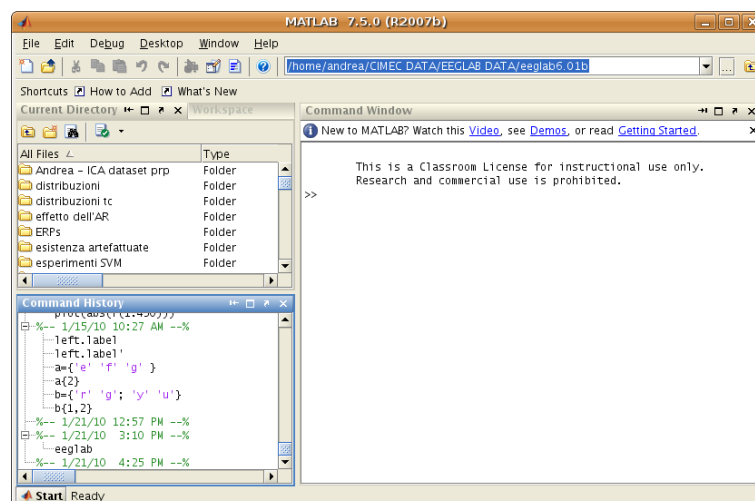 MATLAB 7.5.0 (R2007b)
File Edit Debug Desktop Window Help
/home/andrea/CIMEC DATA/EEGLAB DATA/eeglab6.01b
Shortcuts How to Add What's New
Current Directory
Workspace
All Files Type
Andrea - ICA dataset prp Folder
distribuzioni Folder
distribuzioni tc Folder
effetto dell'AR Folder
ERPs Folder
esistenza artefattuate Folder
esperimenti SVM Folder
Command History
plot(abs(r(1:450)))
%-- 1/15/10 10:27 AM --%
left.label
left.label'
a={'e' 'f' 'g' }
a{2}
b={'r' 'g'; 'y' 'u'}
b{1,2}
%-- 1/21/10 12:57 PM --%
%-- 1/21/10 3:10 PM --%
eeglab
%-- 1/21/10 4:25 PM --%
Command Window
New to MATLAB? Watch this Video, see Demos, or read Getting Started.
This is a Classroom License for instructional use only.
Research and commercial use is prohibited.
>>
Start Ready